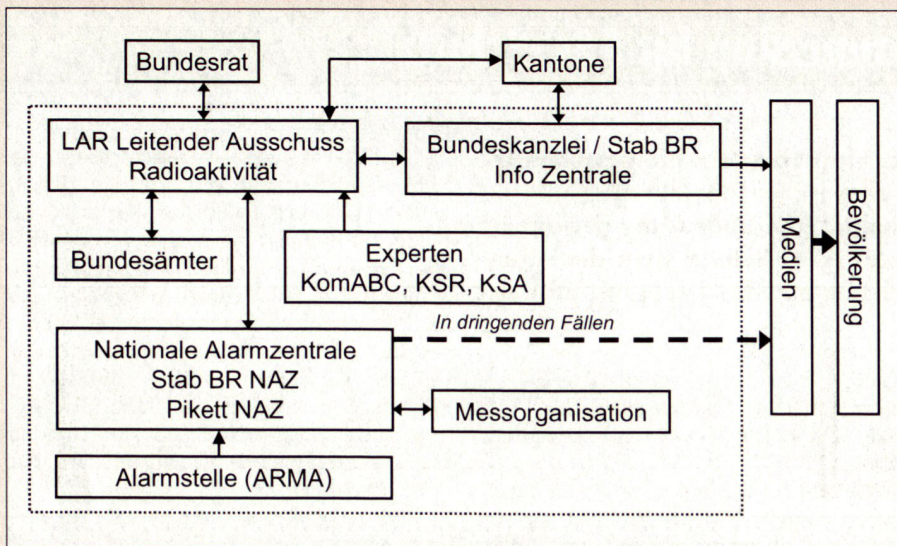 Bundesrat
Kantone
LAR Leitender Ausschuss
Radioaktivität
Bundeskanzlei / Stab BR
Info Zentrale
Medien
Bevölkerung
Bundesämter
Experten
KomABC, KSR, KSA
In dringenden Fällen
Nationale Alarmzentrale
Stab BR NAZ
Pikett NAZ
Messorganisation
Alarmstelle (ARMA)